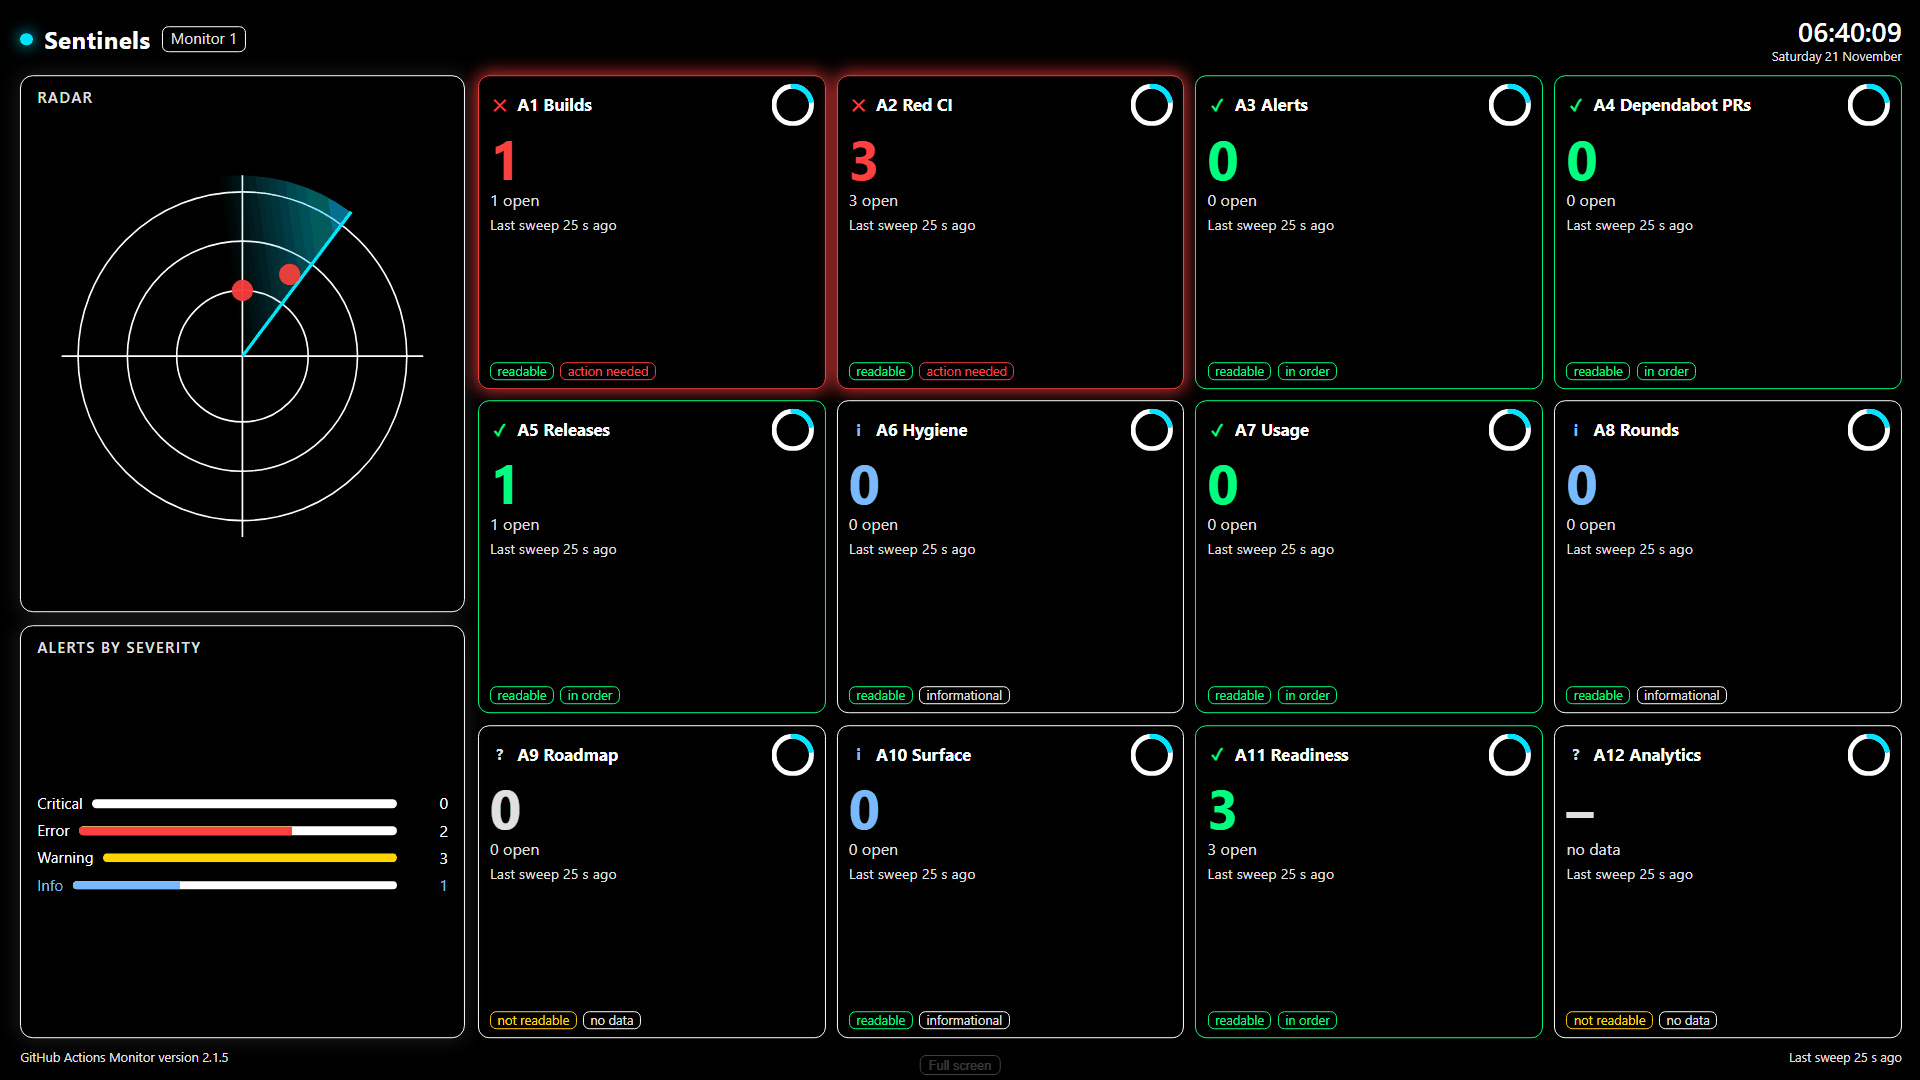 Sentinels Monitor 1
06:40:09
Saturday 21 November
RADAR
ALERTS BY SEVERITY
Critical 0
Error 2
Warning 3
Info 1
✕ A1 Builds
1
1 open
Last sweep 25 s ago
readable action needed
✕ A2 Red CI
3
3 open
Last sweep 25 s ago
readable action needed
✓ A3 Alerts
0
0 open
Last sweep 25 s ago
readable in order
✓ A4 Dependabot PRs
0
0 open
Last sweep 25 s ago
readable in order
✓ A5 Releases
1
1 open
Last sweep 25 s ago
readable in order
i A6 Hygiene
0
0 open
Last sweep 25 s ago
readable informational
✓ A7 Usage
0
0 open
Last sweep 25 s ago
readable in order
i A8 Rounds
0
0 open
Last sweep 25 s ago
readable informational
? A9 Roadmap
0
0 open
Last sweep 25 s ago
not readable no data
i A10 Surface
0
0 open
Last sweep 25 s ago
readable informational
✓ A11 Readiness
3
3 open
Last sweep 25 s ago
readable in order
? A12 Analytics
—
no data
Last sweep 25 s ago
not readable no data
GitHub Actions Monitor version 2.1.5
Full screen
Last sweep 25 s ago